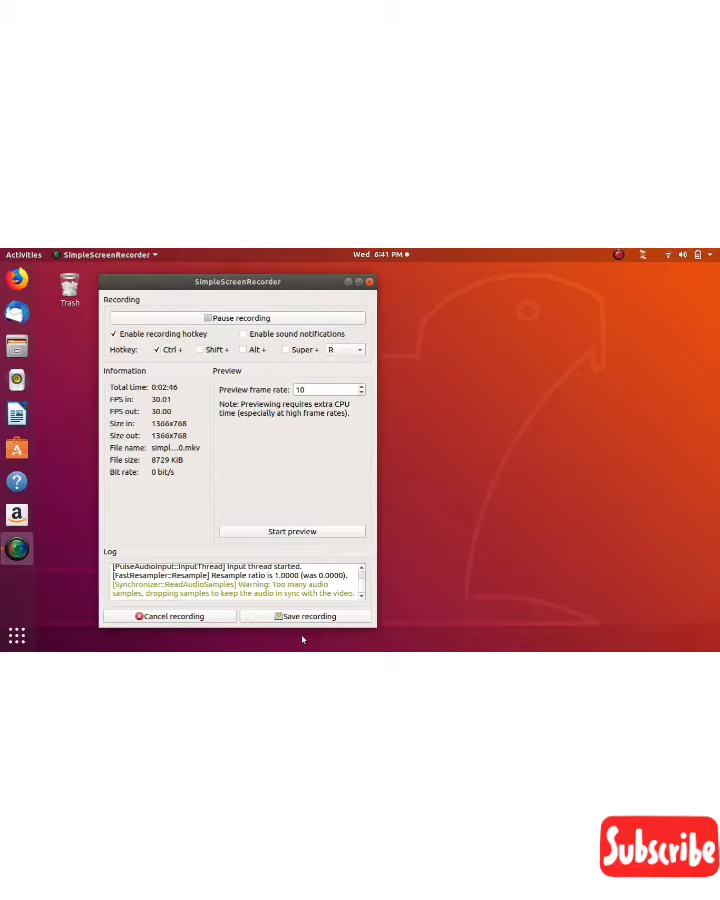 Activities SimpleScreenRecorder Wed 6:41 PM
Trash
SimpleScreenRecorder
Recording
Pause recording
Enable recording hotkey Enable sound notifications
Hotkey: Ctrl + Shift + Alt + Super + R
Information
Total time: 0:02:46
FPS in: 30.01
FPS out: 30.00
Size in: 1366x768
Size out: 1366x768
File name: simpl...0.mkv
File size: 8729 KiB
Bit rate: 0 bit/s
Preview
Preview frame rate: 10
Note: Previewing requires extra CPU
time (especially at high frame rates).
Start preview
Log
[PulseAudioInput::InputThread] Input thread started.
[FastResampler::Resample] Resample ratio is 1.0000 (was 0.0000).
[Synchronizer::ReadAudioSamples] Warning: Too many audio
samples, dropping samples to keep the audio in sync with the video.
Cancel recording Save recording
Subscribe